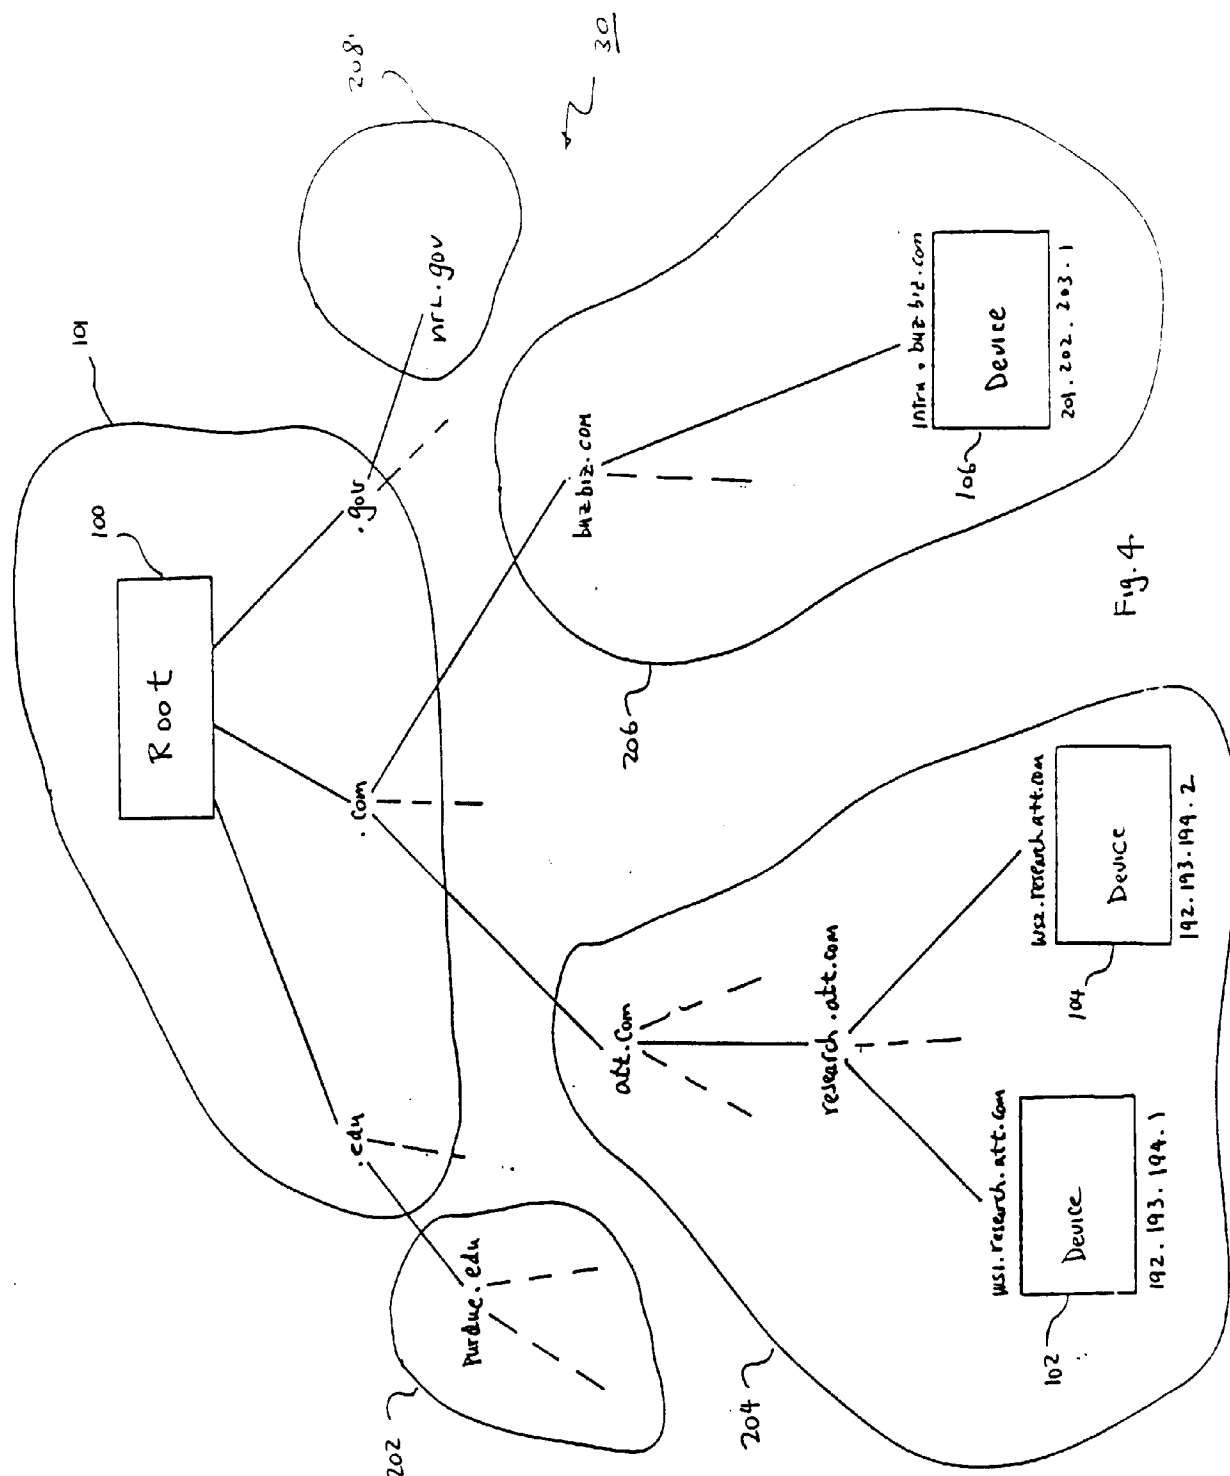 30
101
100
Root
208
.edu
.com
.gov
nrl.gov
202
purdue.edu
att.com
buzbiz.com
204
206
research.att.com
ws1.research.att.com
ws2.research.att.com
intra.buzbiz.com
102
Device
104
Device
106
Device
192.193.194.1
192.193.194.2
201.202.203.1
Fig. 4